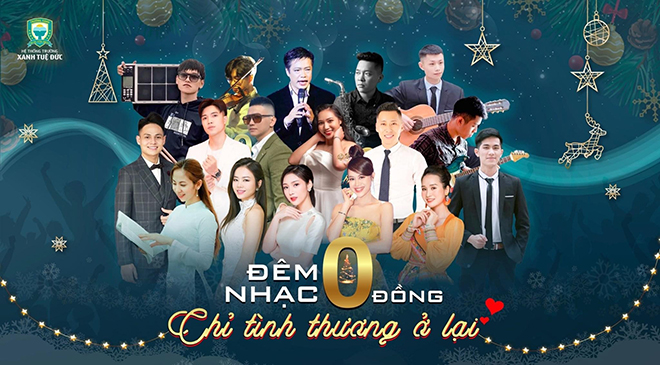 HỆ THỐNG TRƯỜNG
XANH TUỆ ĐỨC
ĐÊM
NHẠC 0 ĐỒNG
Chỉ tình thương ở lại